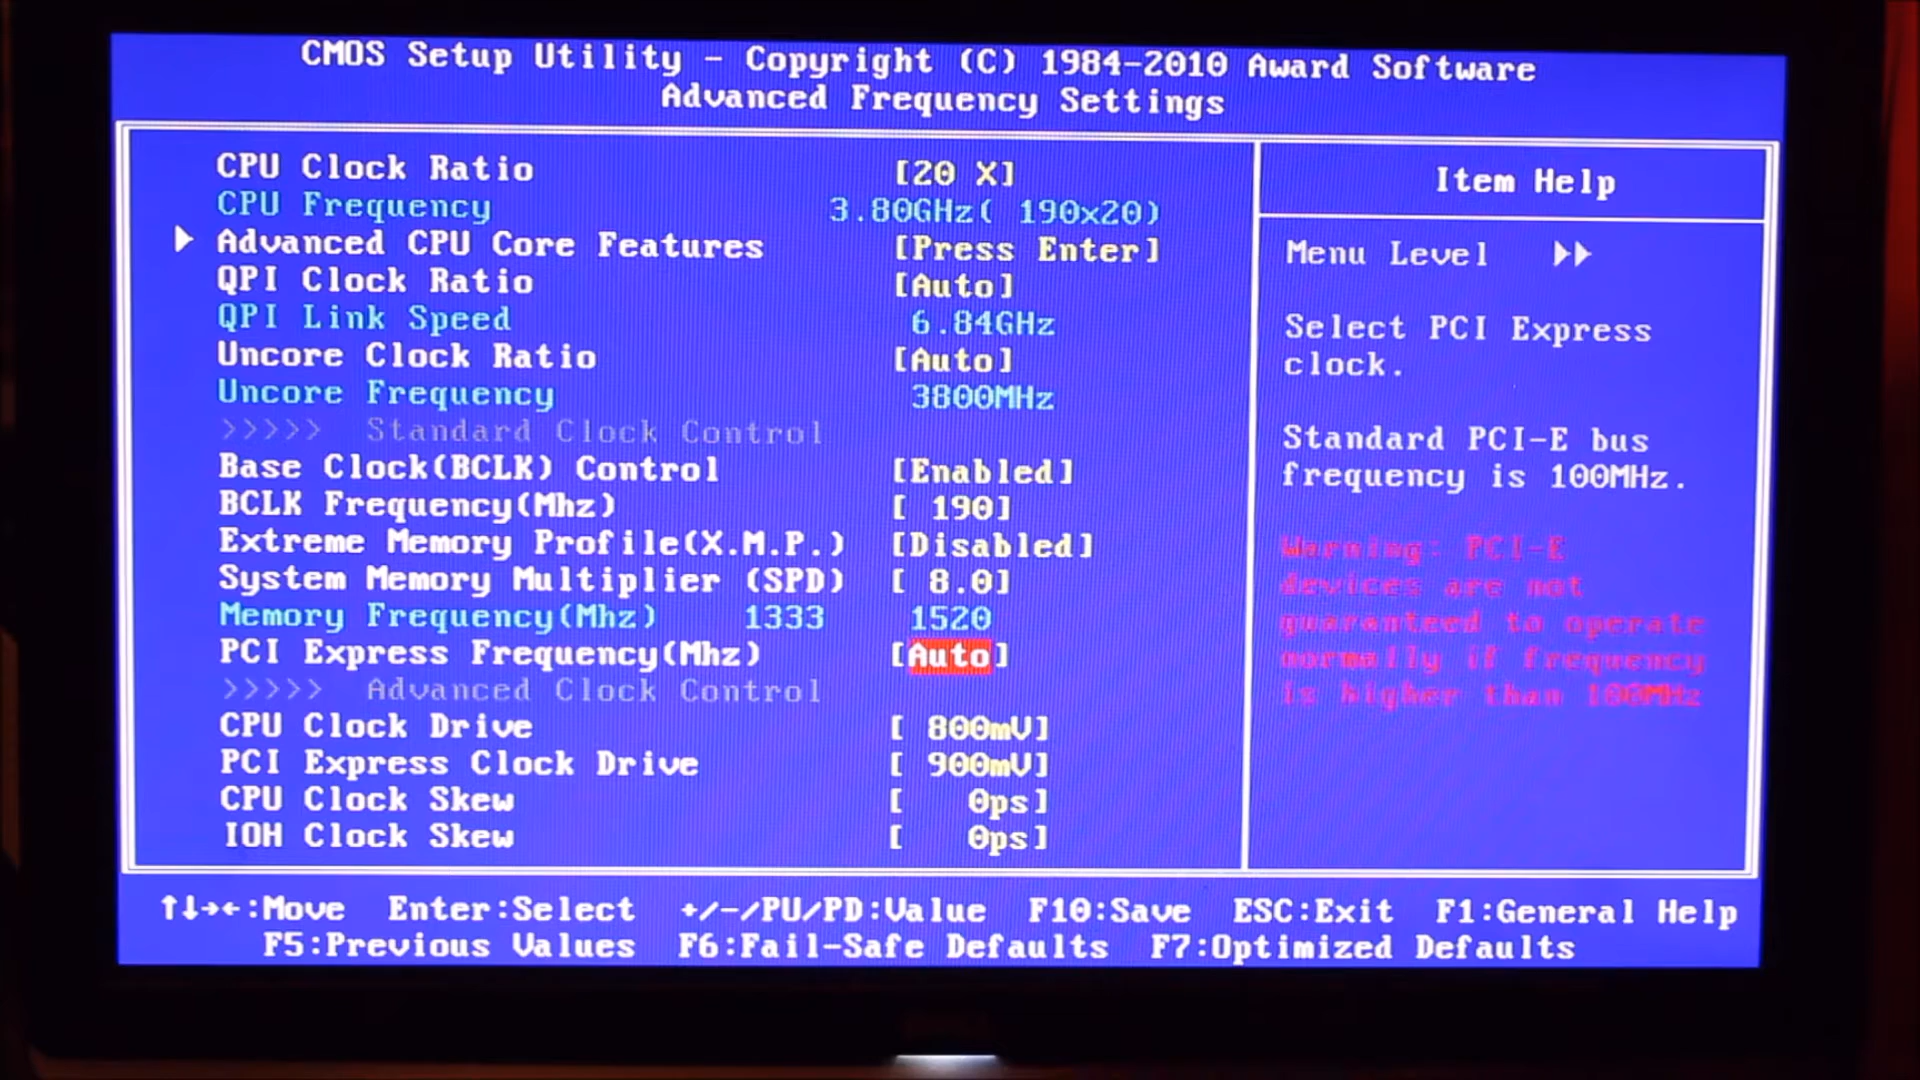 CMOS Setup Utility - Copyright (C) 1984-2010 Award Software
Advanced Frequency Settings
CPU Clock Ratio [20 X]
CPU Frequency 3.80GHz( 190x20)
▶ Advanced CPU Core Features [Press Enter]
QPI Clock Ratio [Auto]
QPI Link Speed 6.84GHz
Uncore Clock Ratio [Auto]
Uncore Frequency 3800MHz
>>>>> Standard Clock Control
Base Clock(BCLK) Control [Enabled]
BCLK Frequency(Mhz) [ 190]
Extreme Memory Profile(X.M.P.) [Disabled]
System Memory Multiplier (SPD) [ 8.0]
Memory Frequency(Mhz) 1333 1520
PCI Express Frequency(Mhz) [Auto]
>>>>> Advanced Clock Control
CPU Clock Drive [ 800mV]
PCI Express Clock Drive [ 900mV]
CPU Clock Skew [ 0ps]
IOH Clock Skew [ 0ps]
Item Help
Menu Level ▶▶
Select PCI Express
clock.
Standard PCI-E bus
frequency is 100MHz.
Warning: PCI-E
devices are not
guaranteed to operate
normally if frequency
is higher than 100MHz
↑↓→←:Move Enter:Select +/-/PU/PD:Value F10:Save ESC:Exit F1:General Help
F5:Previous Values F6:Fail-Safe Defaults F7:Optimized Defaults